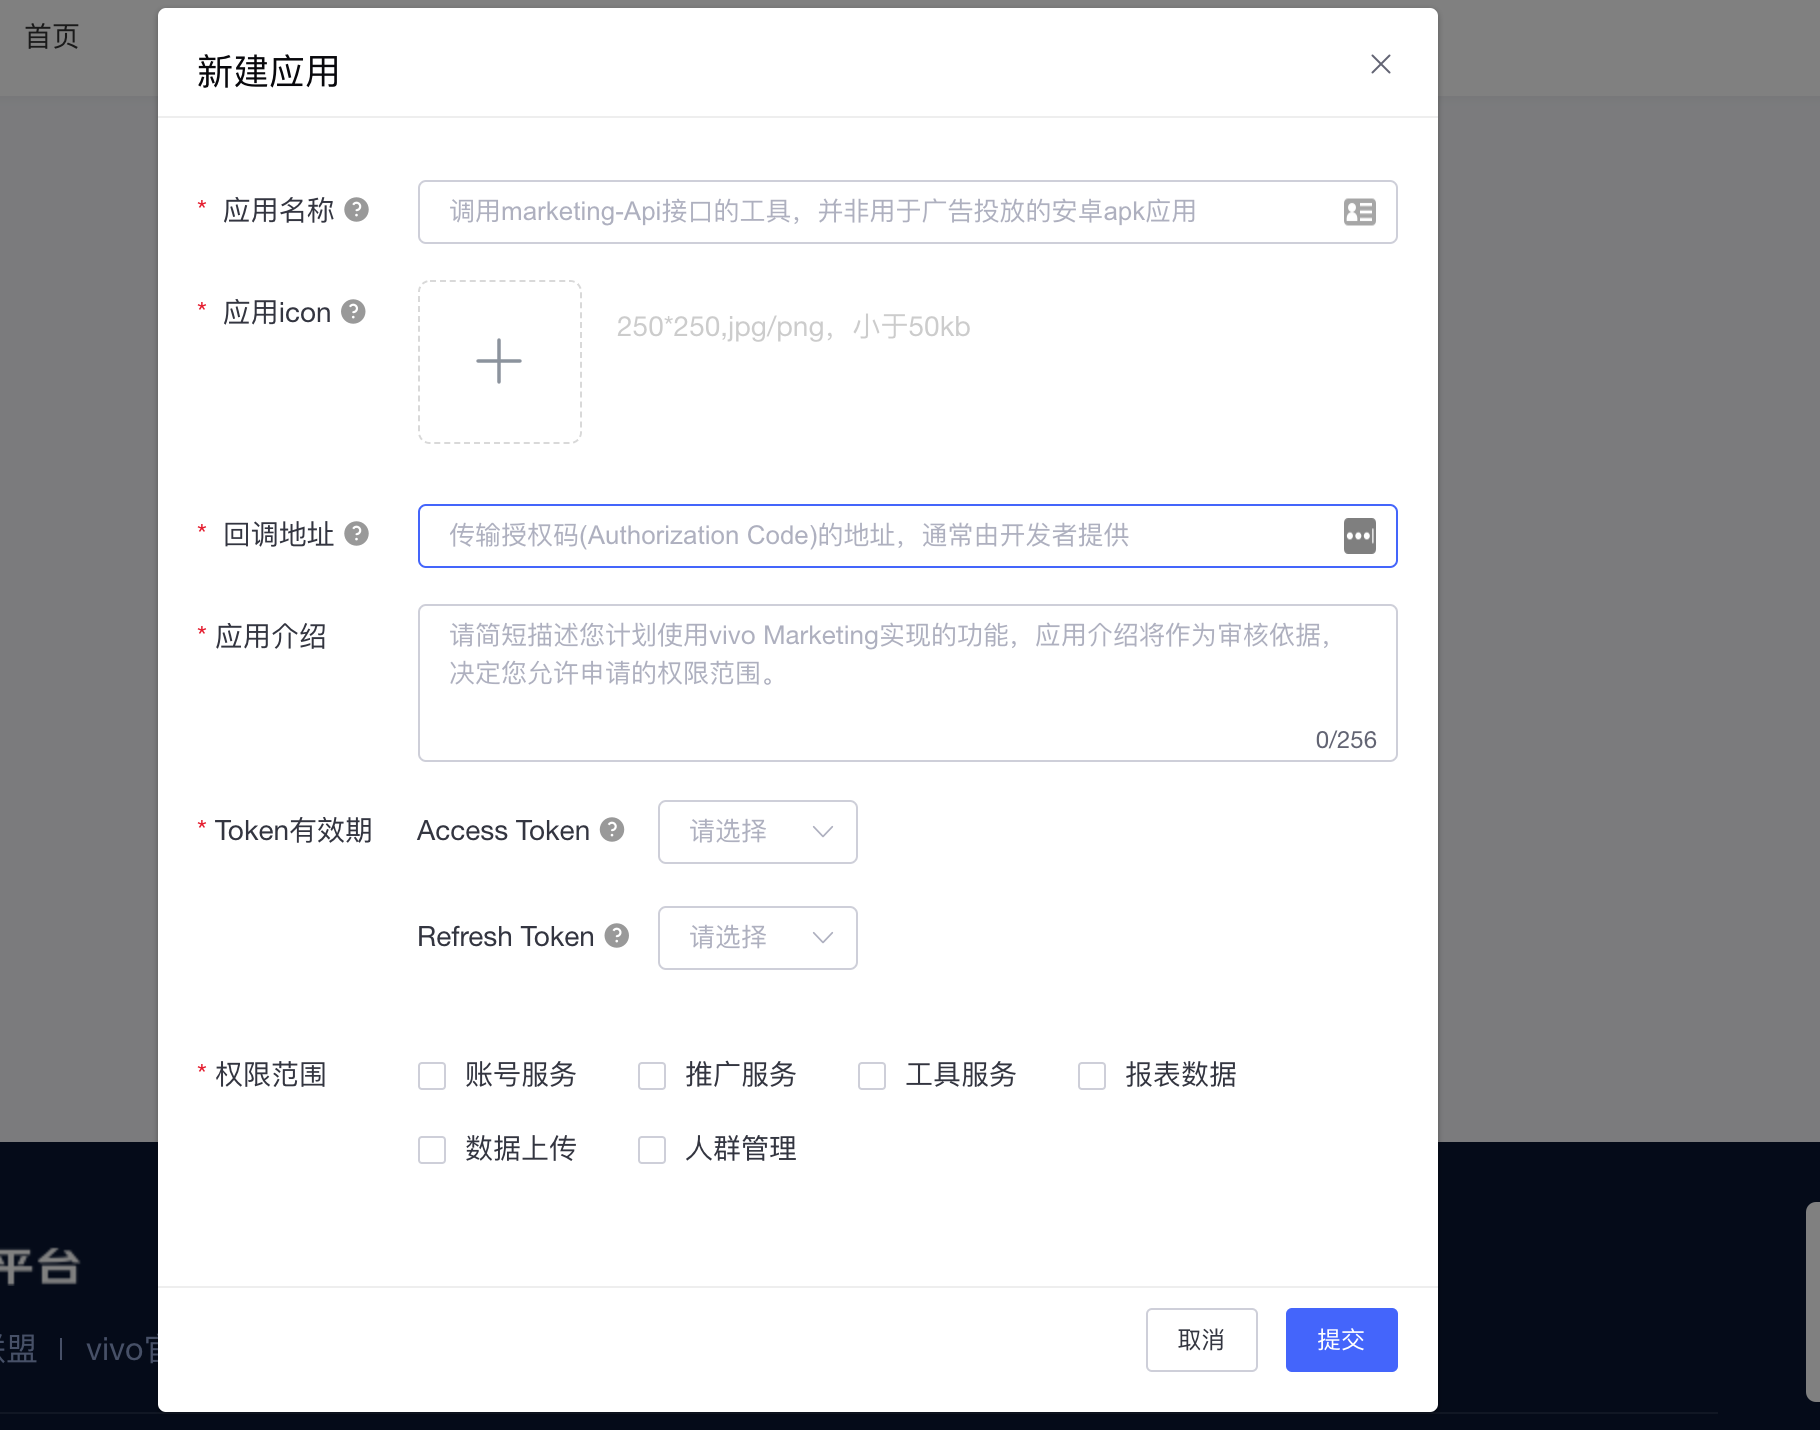 首页
新建应用
* 应用名称 ?
调用marketing-Api接口的工具，并非用于广告投放的安卓apk应用
* 应用icon ?
250*250,jpg/png，小于50kb
* 回调地址 ?
传输授权码(Authorization Code)的地址，通常由开发者提供
* 应用介绍
请简短描述您计划使用vivo Marketing实现的功能，应用介绍将作为审核依据，
决定您允许申请的权限范围。
0/256
* Token有效期
Access Token ? 请选择
Refresh Token ? 请选择
* 权限范围
账号服务 推广服务 工具服务 报表数据
数据上传 人群管理
平台
盟 | vivo
取消 提交